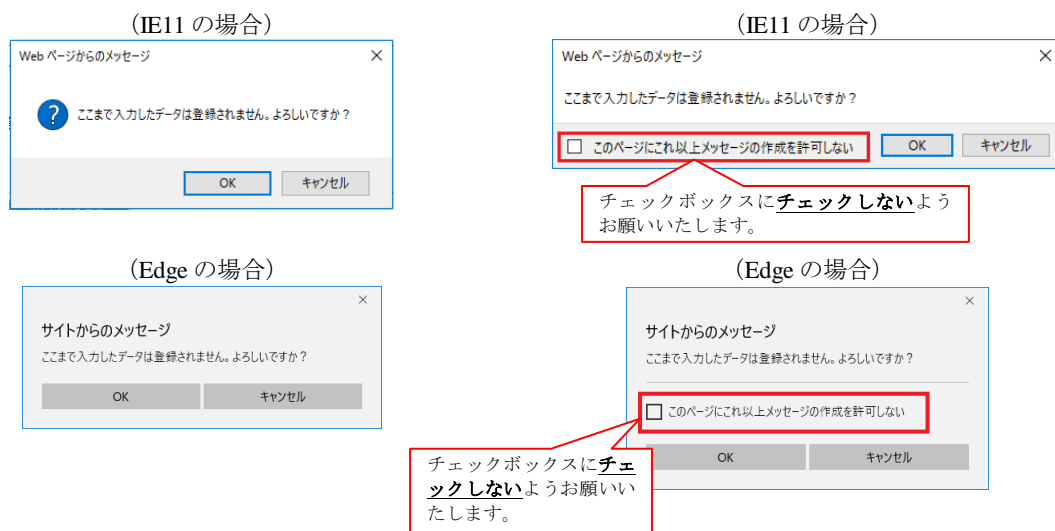 （IE11 の場合）
Web ページからのメッセージ
ここまで入力したデータは登録されません。よろしいですか？
OK キャンセル
（IE11 の場合）
Web ページからのメッセージ
ここまで入力したデータは登録されません。よろしいですか？
このページにこれ以上メッセージの作成を許可しない OK キャンセル
チェックボックスにチェックしないよう
お願いいたします。
（Edge の場合）
サイトからのメッセージ
ここまで入力したデータは登録されません。よろしいですか？
OK キャンセル
（Edge の場合）
サイトからのメッセージ
ここまで入力したデータは登録されません。よろしいですか？
このページにこれ以上メッセージの作成を許可しない
OK キャンセル
チェックボックスにチェ
ックしないようお願いい
たします。